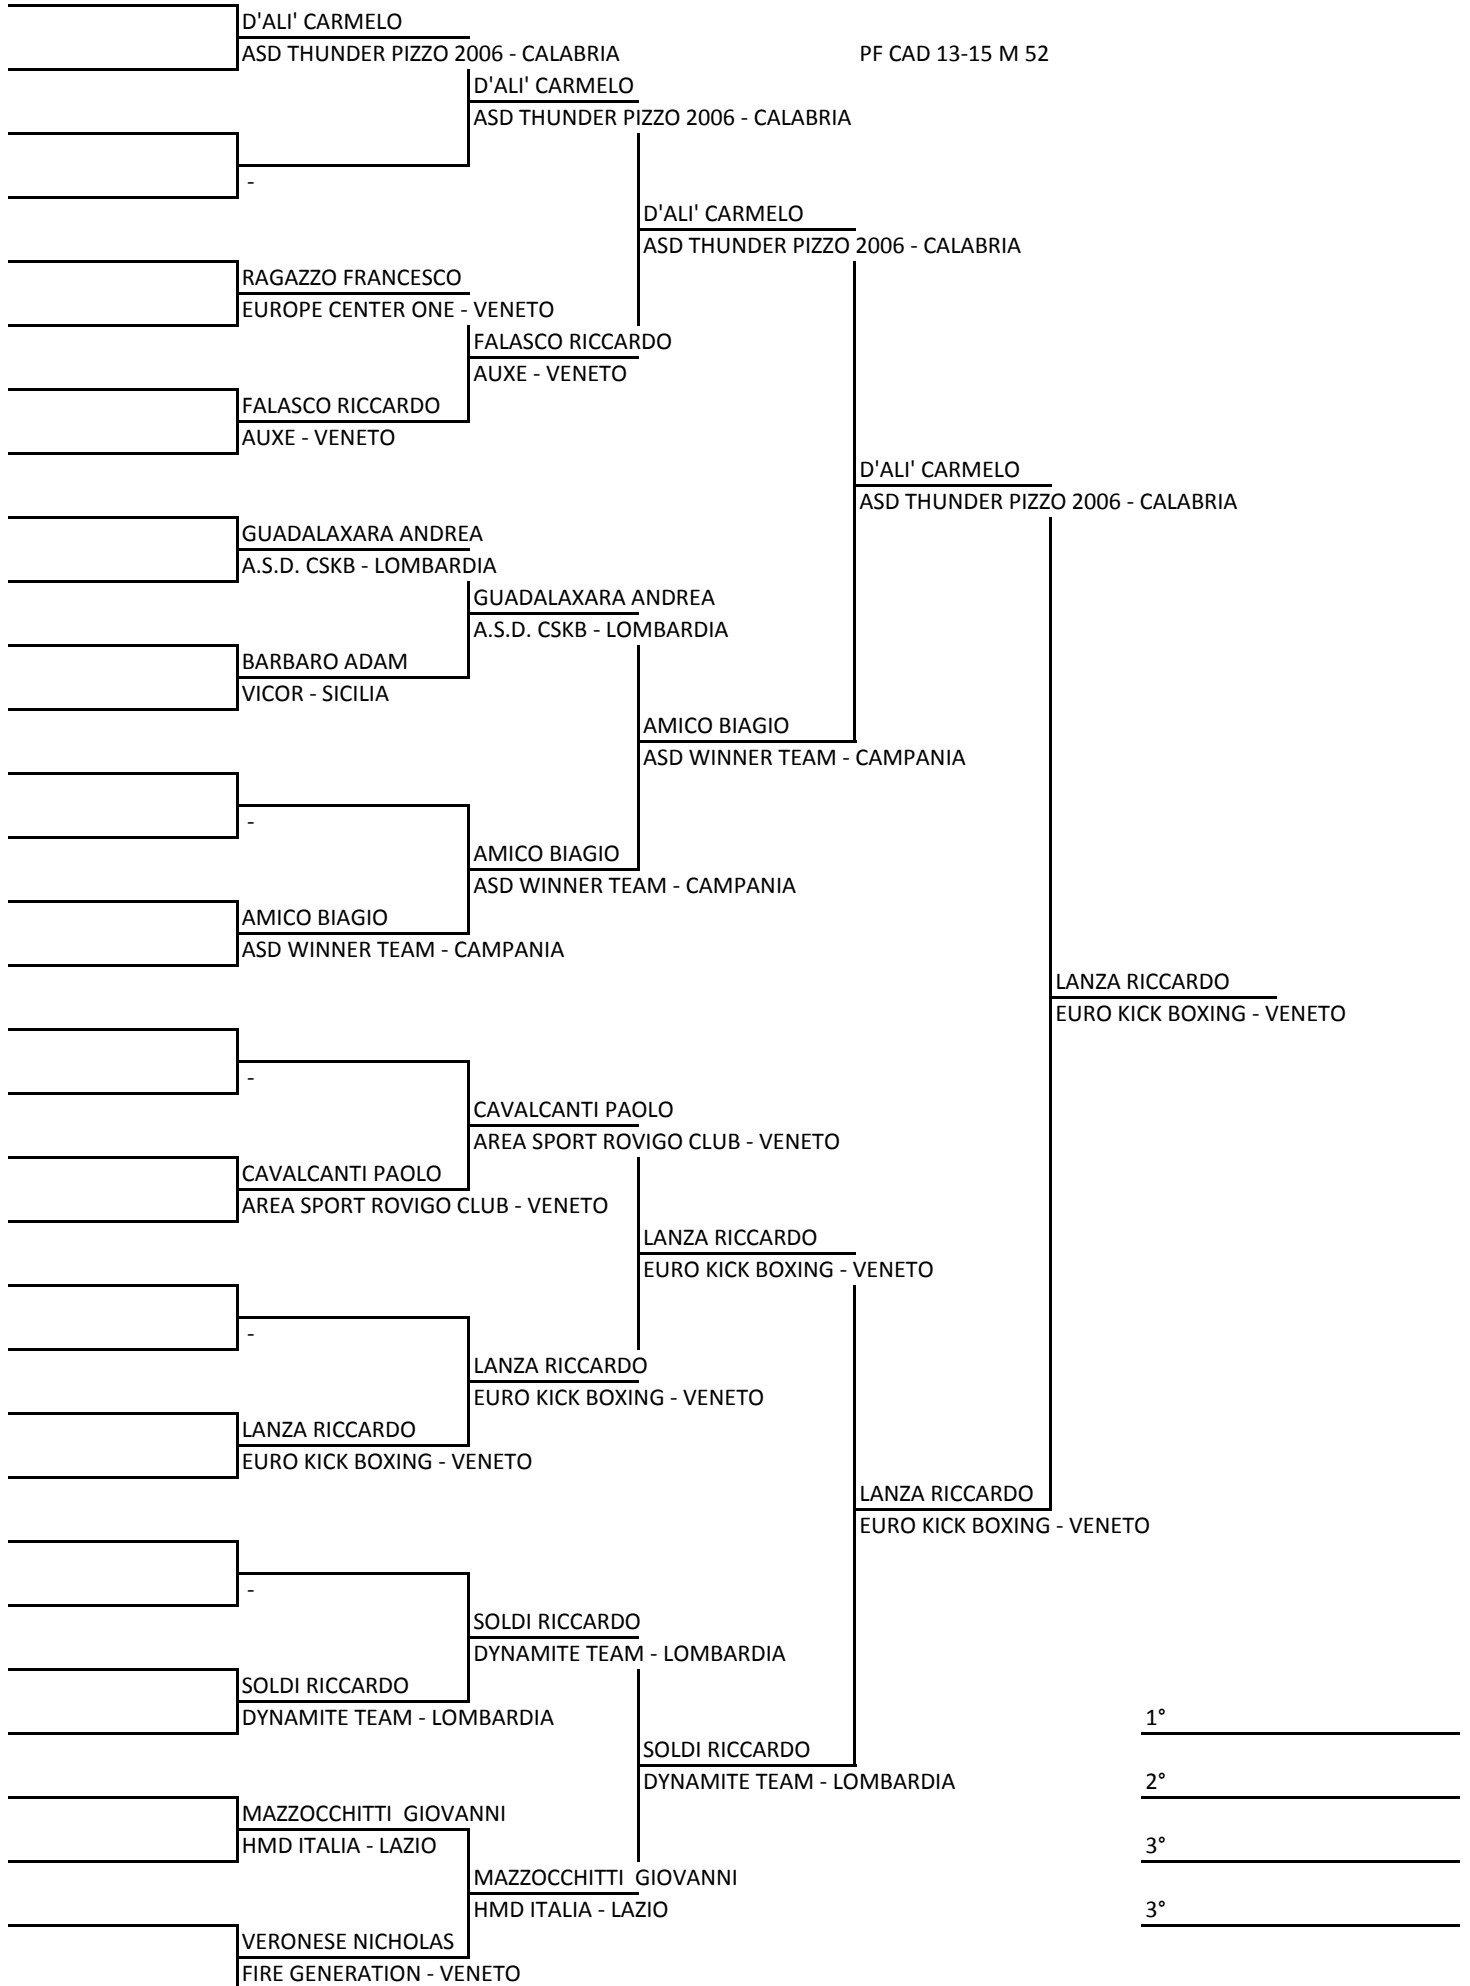 D'ALI' CARMELO
ASD THUNDER PIZZO 2006 - CALABRIA
PF CAD 13-15 M 52
D'ALI' CARMELO
ASD THUNDER PIZZO 2006 - CALABRIA
-
D'ALI' CARMELO
ASD THUNDER PIZZO 2006 - CALABRIA
RAGAZZO FRANCESCO
EUROPE CENTER ONE - VENETO
FALASCO RICCARDO
AUXE - VENETO
FALASCO RICCARDO
AUXE - VENETO
D'ALI' CARMELO
ASD THUNDER PIZZO 2006 - CALABRIA
GUADALAXARA ANDREA
A.S.D. CSKB - LOMBARDIA
GUADALAXARA ANDREA
A.S.D. CSKB - LOMBARDIA
BARBARO ADAM
VICOR - SICILIA
AMICO BIAGIO
ASD WINNER TEAM - CAMPANIA
-
AMICO BIAGIO
ASD WINNER TEAM - CAMPANIA
AMICO BIAGIO
ASD WINNER TEAM - CAMPANIA
LANZA RICCARDO
EURO KICK BOXING - VENETO
-
CAVALCANTI PAOLO
AREA SPORT ROVIGO CLUB - VENETO
CAVALCANTI PAOLO
AREA SPORT ROVIGO CLUB - VENETO
LANZA RICCARDO
EURO KICK BOXING - VENETO
-
LANZA RICCARDO
EURO KICK BOXING - VENETO
LANZA RICCARDO
EURO KICK BOXING - VENETO
LANZA RICCARDO
EURO KICK BOXING - VENETO
-
SOLDI RICCARDO
DYNAMITE TEAM - LOMBARDIA
SOLDI RICCARDO
DYNAMITE TEAM - LOMBARDIA
1°
SOLDI RICCARDO
DYNAMITE TEAM - LOMBARDIA
2°
MAZZOCCHITTI  GIOVANNI
HMD ITALIA - LAZIO
3°
MAZZOCCHITTI  GIOVANNI
HMD ITALIA - LAZIO
3°
VERONESE NICHOLAS
FIRE GENERATION - VENETO